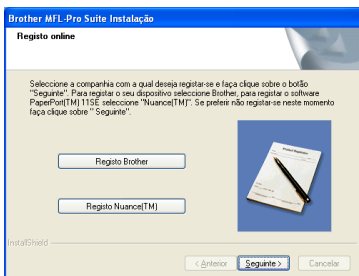 Brother MFL-Pro Suite Instalação
Registo online
Seleccione a companhia com a qual deseja registar-se e faça clique sobre o botão
"Seguinte". Para registar o seu dispositivo seleccione Brother, para registar o software
PaperPort(TM) 11SE seleccione "Nuance(TM)". Se preferir não registar-se neste momento
faça clique sobre " Seguinte".
Registo Brother
Registo Nuance(TM)
InstallShield
< Anterior
Seguinte >
Cancelar